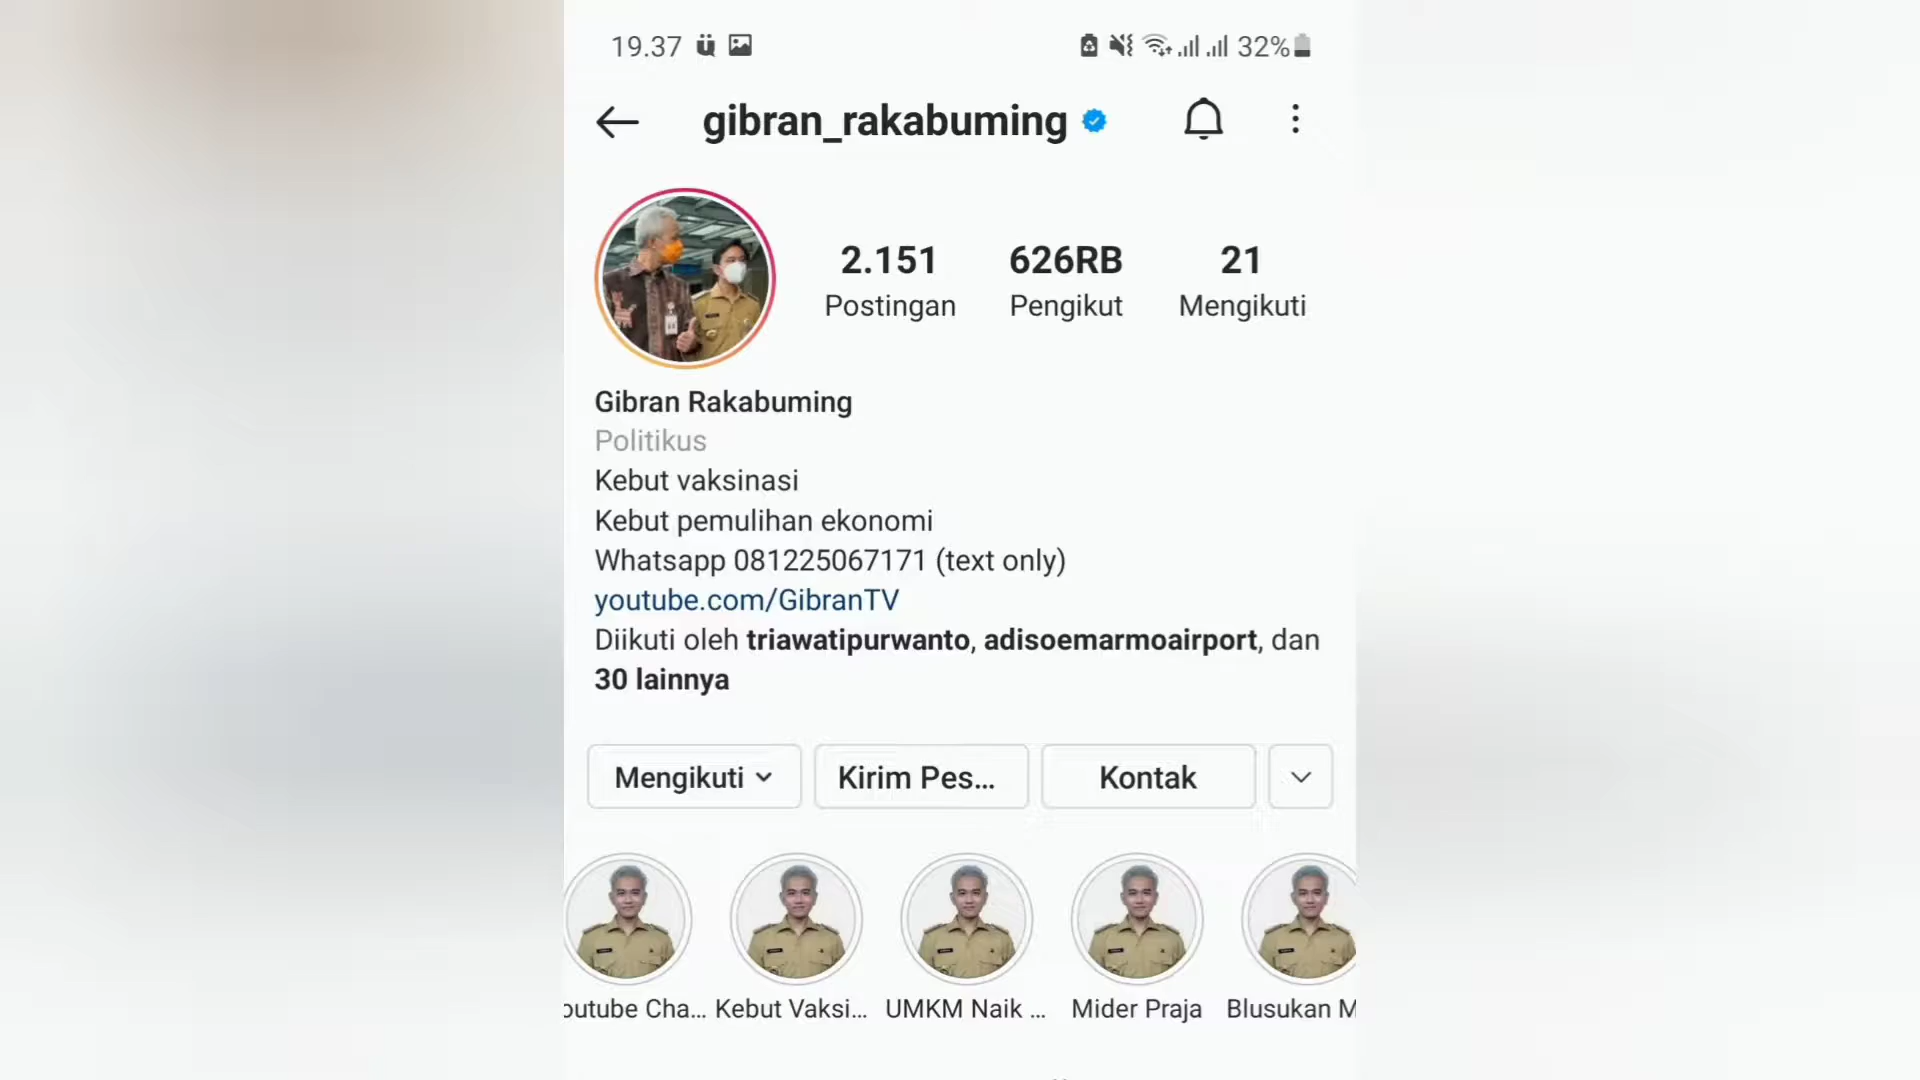 19.37
32%
gibran_rakabuming
2.151
626RB
21
Postingan
Pengikut
Mengikuti
Gibran Rakabuming
Politikus
Kebut vaksinasi
Kebut pemulihan ekonomi
Whatsapp 081225067171 (text only)
youtube.com/GibranTV
Diikuti oleh triawatipurwanto, adisoemarmoairport, dan
30 lainnya
Mengikuti
Kirim Pes...
Kontak
outube Cha...
Kebut Vaksi...
UMKM Naik ...
Mider Praja
Blusukan M